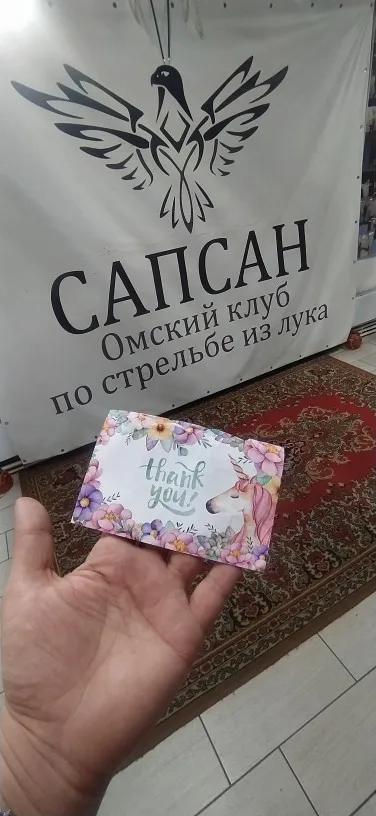 САПСАН
Омский клуб
по стрельбе из лука
thank
you!